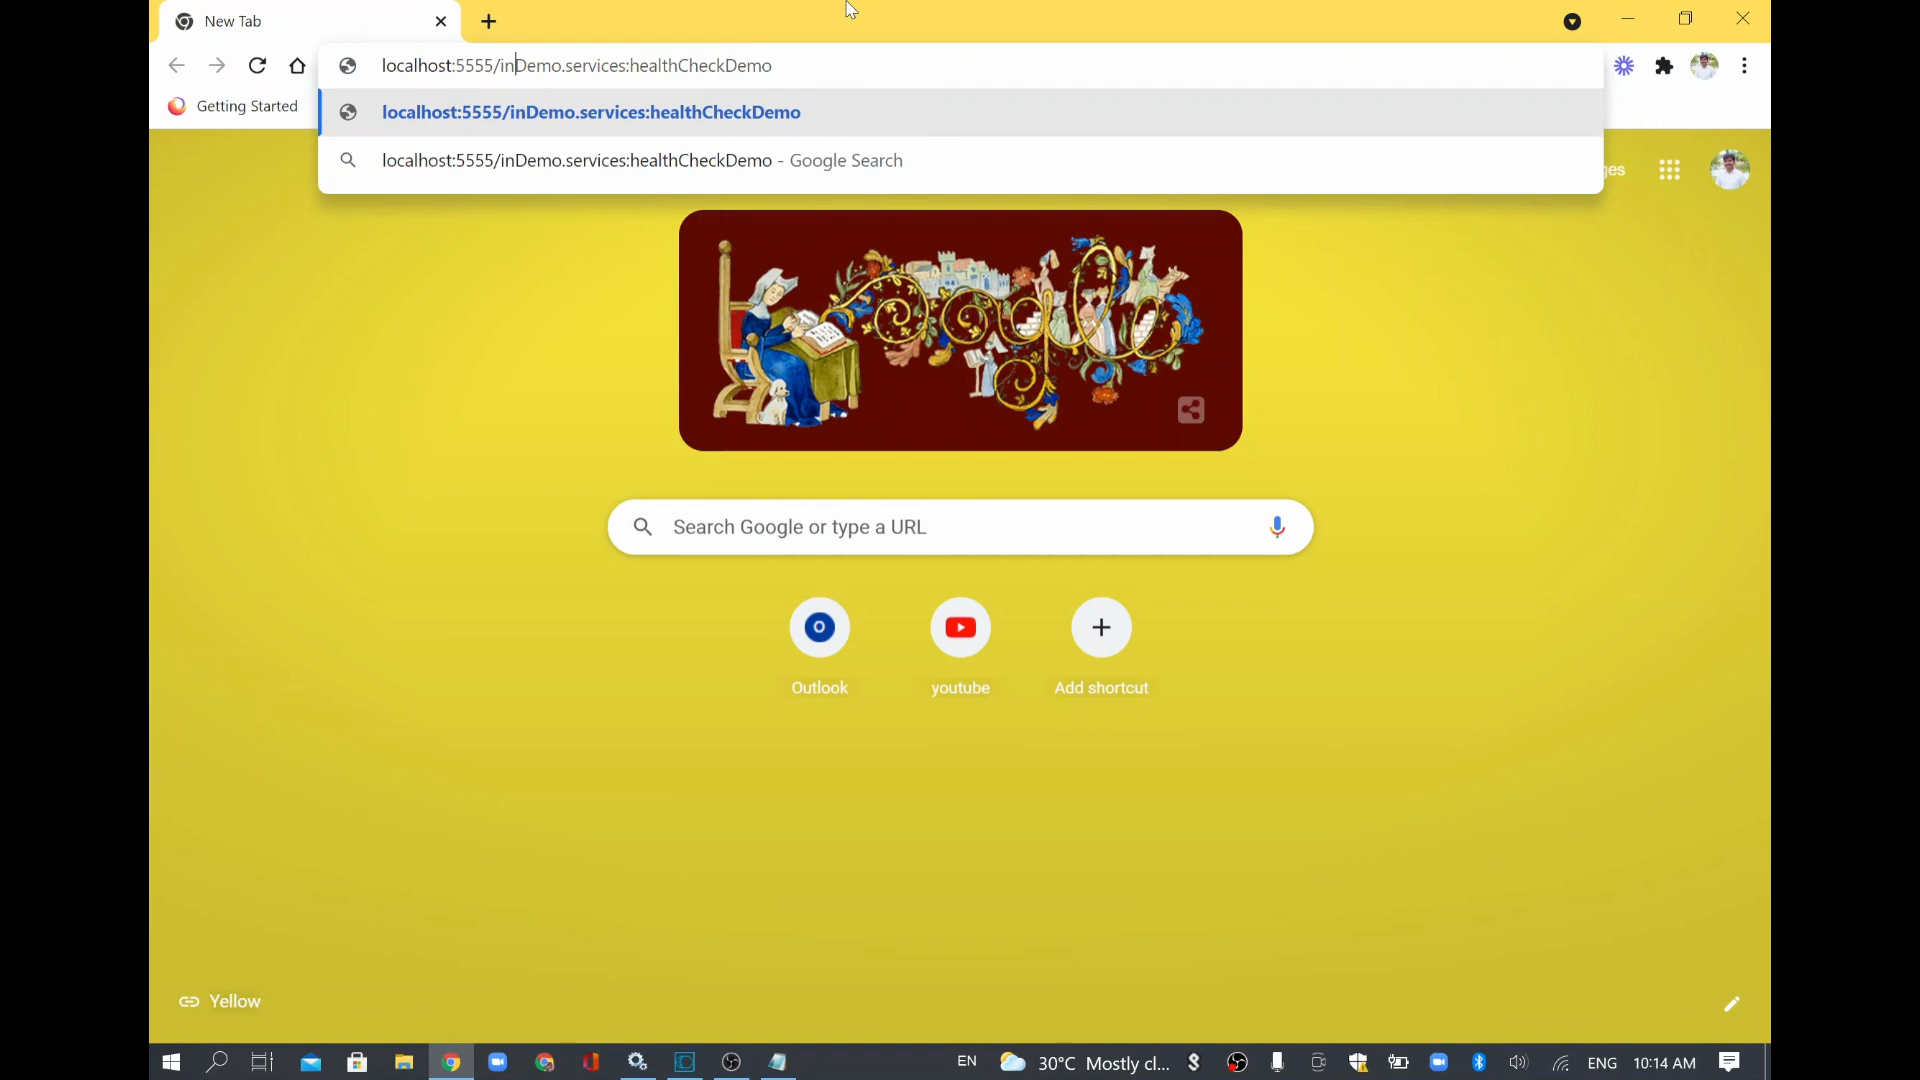 New Tab
localhost:5555/inDemo.services:healthCheckDemo
Getting Started
localhost:5555/inDemo.services:healthCheckDemo
localhost:5555/inDemo.services:healthCheckDemo - Google Search
ges
Search Google or type a URL
Outlook
youtube
Add shortcut
Yellow
EN
30°C Mostly cl...
ENG
10:14 AM